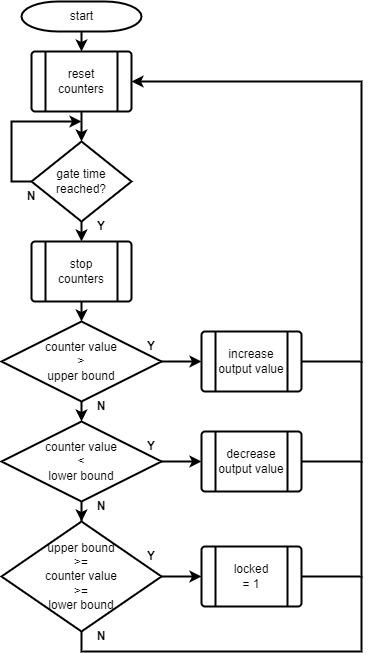 start
reset
counters
gate time
reached?
N
Y
stop
counters
counter value
>
upper bound
Y
increase
output value
N
counter value
<
lower bound
Y
decrease
output value
N
upper bound
>=
counter value
>=
lower bound
Y
locked
= 1
N